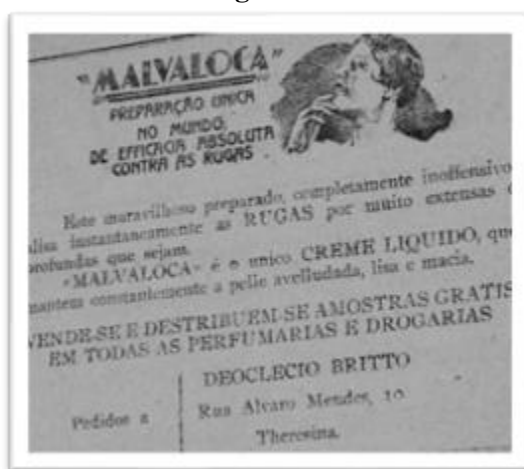 "MALVALOCA"
PREPARAÇÃO UNICA
NO MUNDO,
DE EFFICACIA ABSOLUTA
CONTRA AS RUGAS
Este maravilhoso preparado, completamente inoffensivo,
alisa instantaneamente as RUGAS por muito extensas
profundas que sejam.
«MALVALOCA» é o unico CREME LIQUIDO, que
mantem constantemente a pelle avelludada, lisa e macia.
VENDE-SE E DESTRIBUEM-SE AMOSTRAS GRATIS
EM TODAS AS PERFUMARIAS E DROGARIAS
Pedidos a
DEOCLECIO BRITTO
Rua Alvaro Mendes, 10
Theresina.